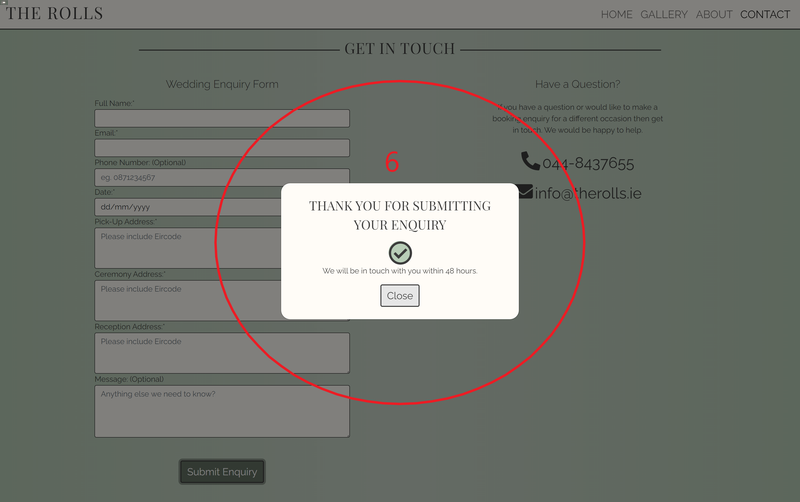 THE ROLLS
HOME GALLERY ABOUT CONTACT
GET IN TOUCH
Wedding Enquiry Form
Full Name:*
Email:*
Phone Number: (Optional)
eg. 0871234567
Date:*
dd/mm/yyyy
Pick-Up Address:*
Please include Eircode
Ceremony Address:*
Please include Eircode
Reception Address:*
Please include Eircode
Message: (Optional)
Anything else we need to know?
Submit Enquiry
Have a Question?
If you have a question or would like to make a
booking enquiry for a different occasion then get
in touch. We would be happy to help.
044-8437655
info@therolls.ie
6
THANK YOU FOR SUBMITTING
YOUR ENQUIRY
We will be in touch with you within 48 hours.
Close